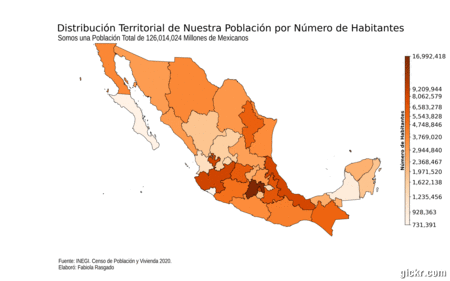 Distribución Territorial de Nuestra Población por Número de Habitantes
Somos una Población Total de 126,014,024 Millones de Mexicanos
16,992,418
9,209,944
8,062,579
6,583,278
5,543,828
4,748,846
3,769,020
2,944,840
2,368,467
1,971,520
1,622,138
1,235,456
928,363
731,391
Número de Habitantes
Fuente: INEGI. Censo de Población y Vivienda 2020.
Elaboró: Fabiola Rasgado
gickr.com